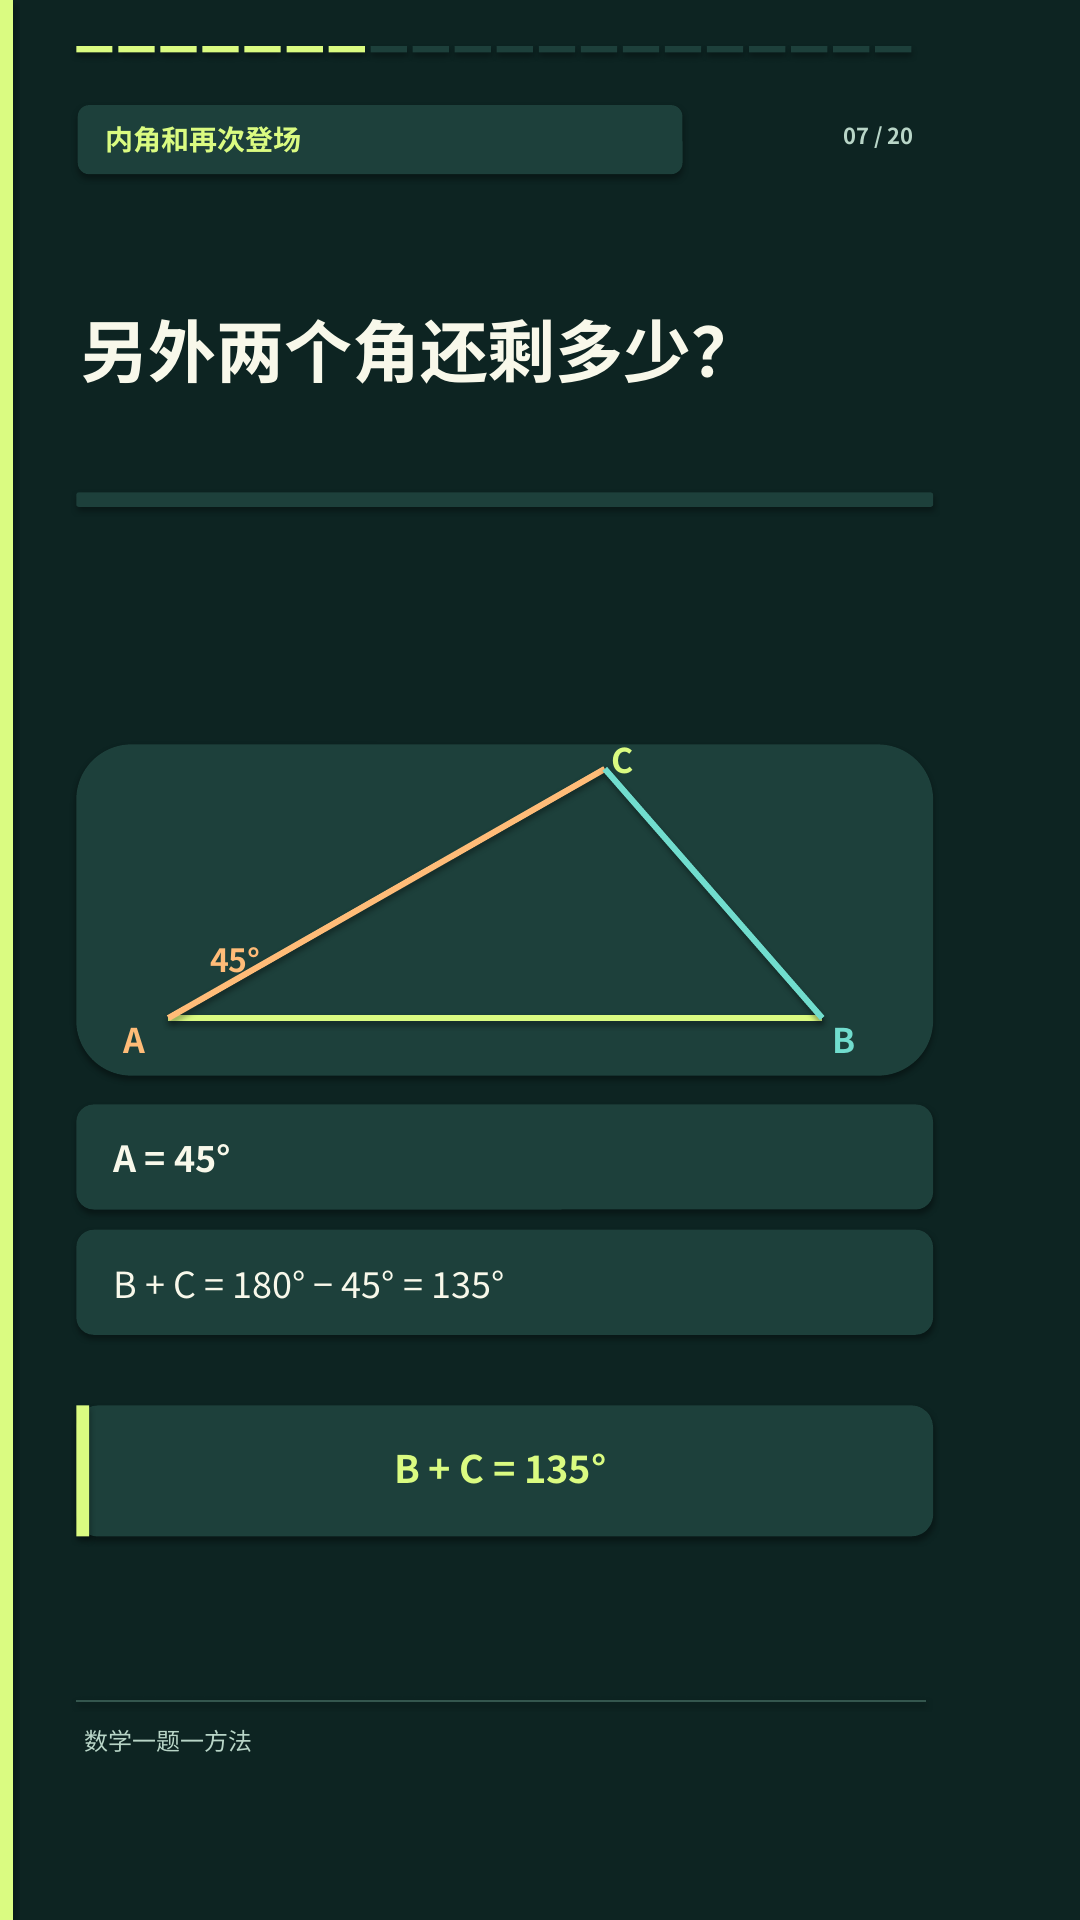 内角和再次登场
07 / 20
另外两个角还剩多少？
C
45°
A
B
A = 45°
B + C = 180° − 45° = 135°
B + C = 135°
数学一题一方法